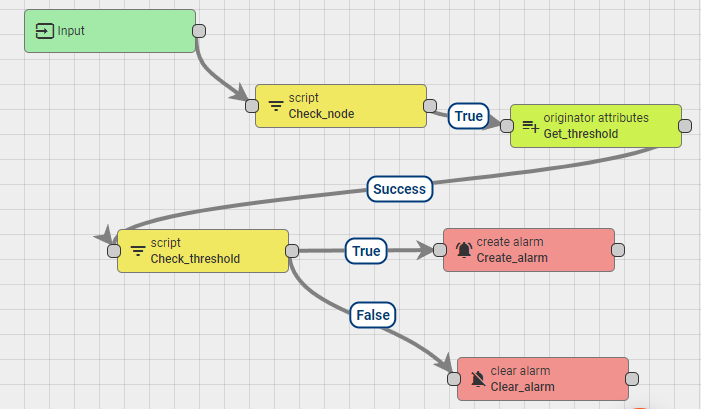 Input
script
Check_node
True
originator attributes
Get_threshold
Success
script
Check_threshold
True
create alarm
Create_alarm
False
clear alarm
Clear_alarm